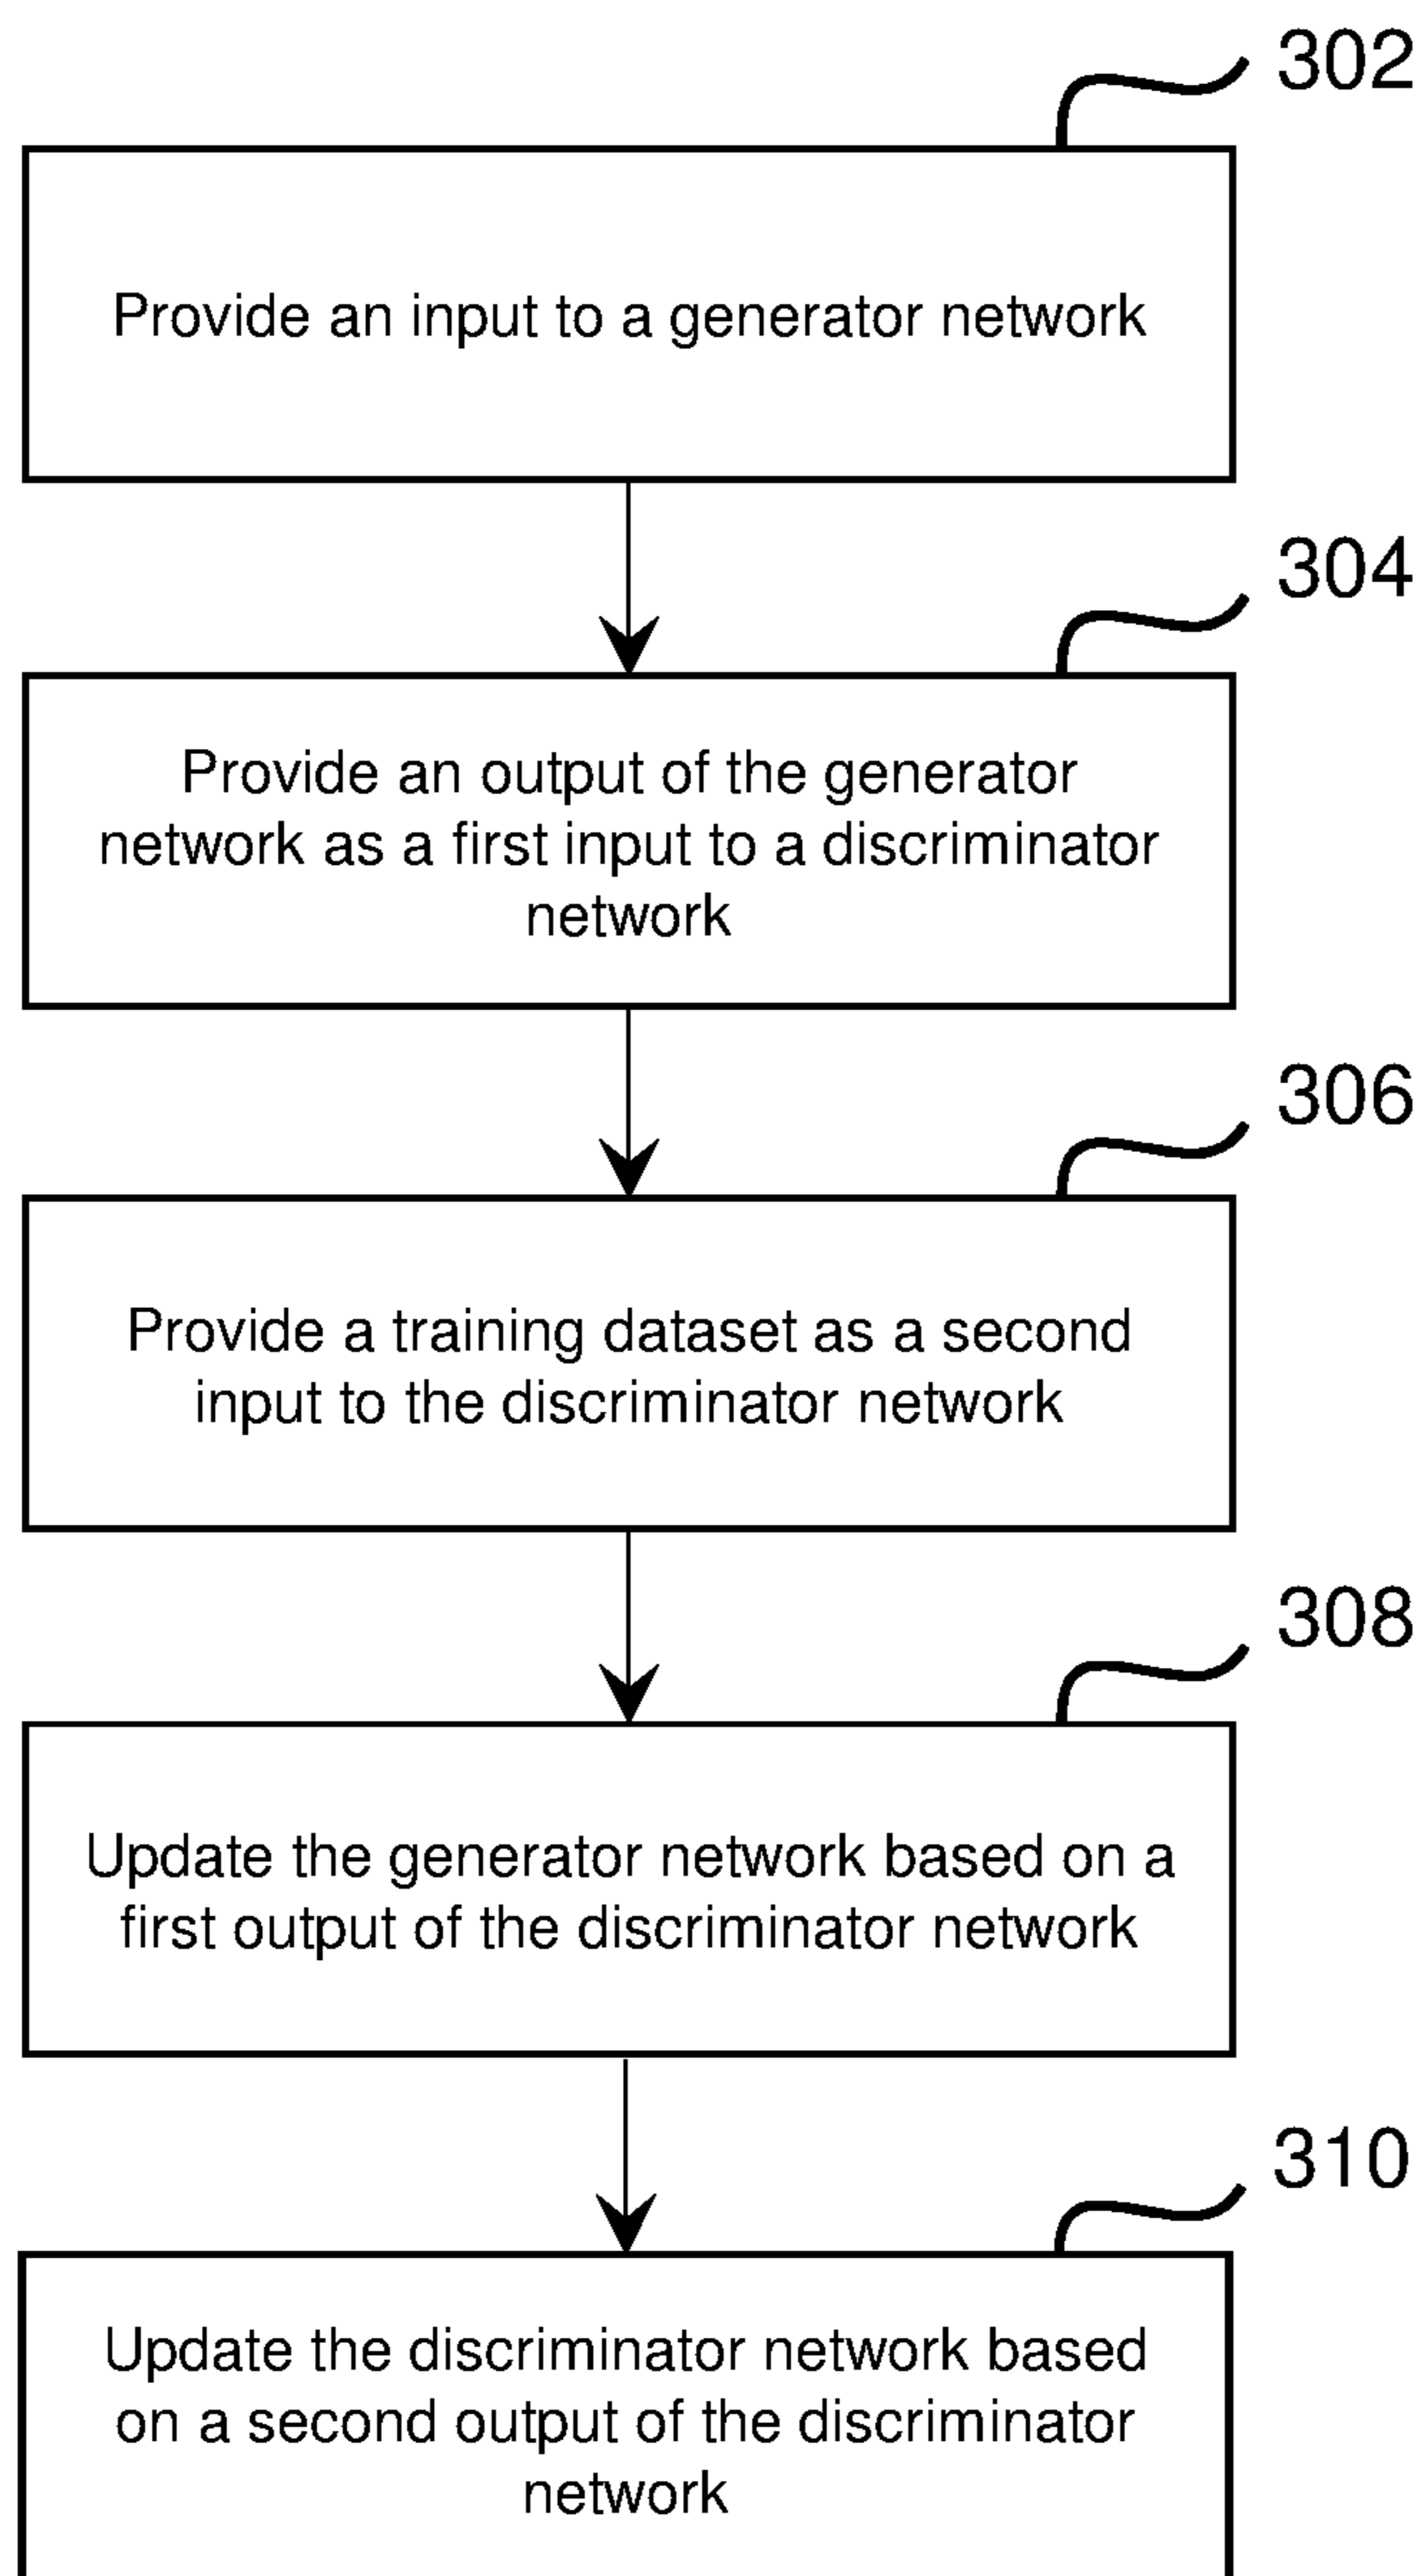 302
Provide an input to a generator network
304
Provide an output of the generator
network as a first input to a discriminator
network
306
Provide a training dataset as a second
input to the discriminator network
308
Update the generator network based on a
first output of the discriminator network
310
Update the discriminator network based
on a second output of the discriminator
network